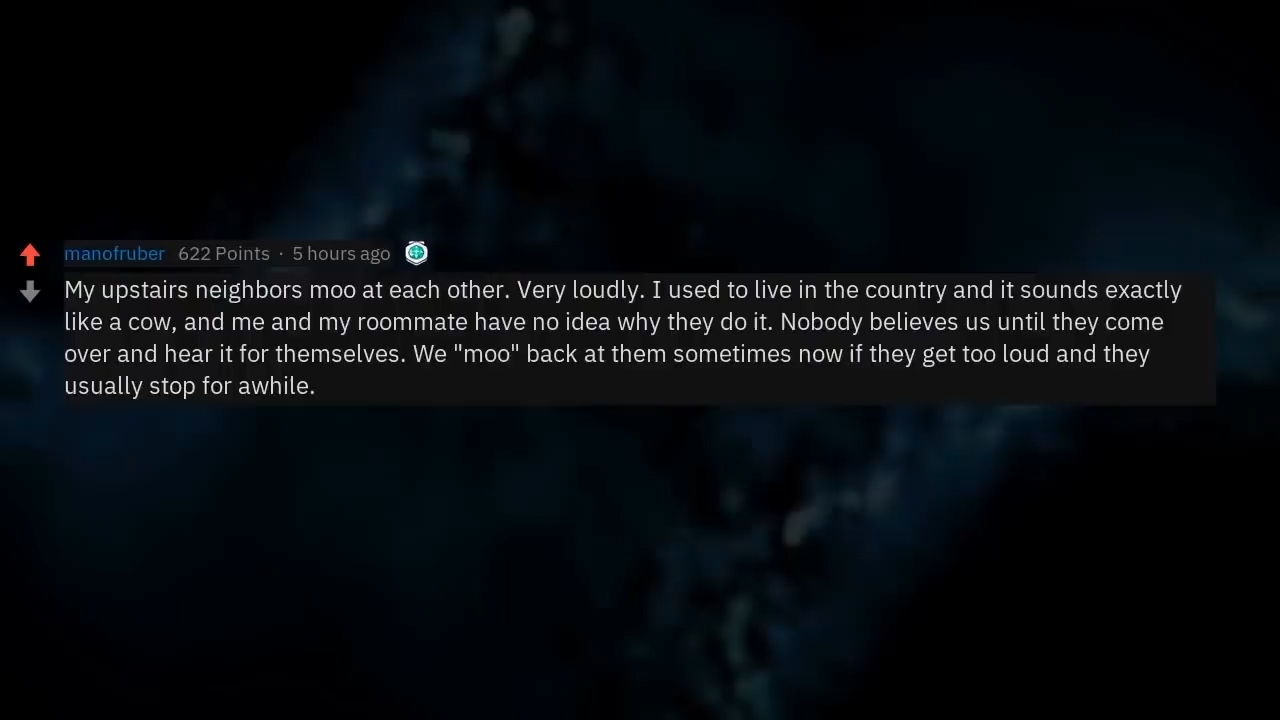 manofruber 622 Points · 5 hours ago
My upstairs neighbors moo at each other. Very loudly. I used to live in the country and it sounds exactly
like a cow, and me and my roommate have no idea why they do it. Nobody believes us until they come
over and hear it for themselves. We "moo" back at them sometimes now if they get too loud and they
usually stop for awhile.